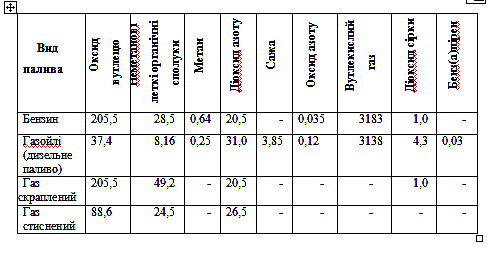 Вид палива | Оксид вуглецю | Неметанові леткі органічні сполуки | Метан | Діоксид азоту | Сажа | Оксид азоту | Вуглекислий газ | Діоксид сірки | Бенз(а)пірен
Бензин | 205,5 | 28,5 | 0,64 | 20,5 | - | 0,035 | 3183 | 1,0 | -
Газойлі (дизельне паливо) | 37,4 | 8,16 | 0,25 | 31,0 | 3,85 | 0,12 | 3138 | 4,3 | 0,03
Газ скраплений | 205,5 | 49,2 | - | 20,5 | - | - | - | 1,0 | -
Газ стиснений | 88,6 | 24,5 | - | 26,5 | - | - | - | - | -